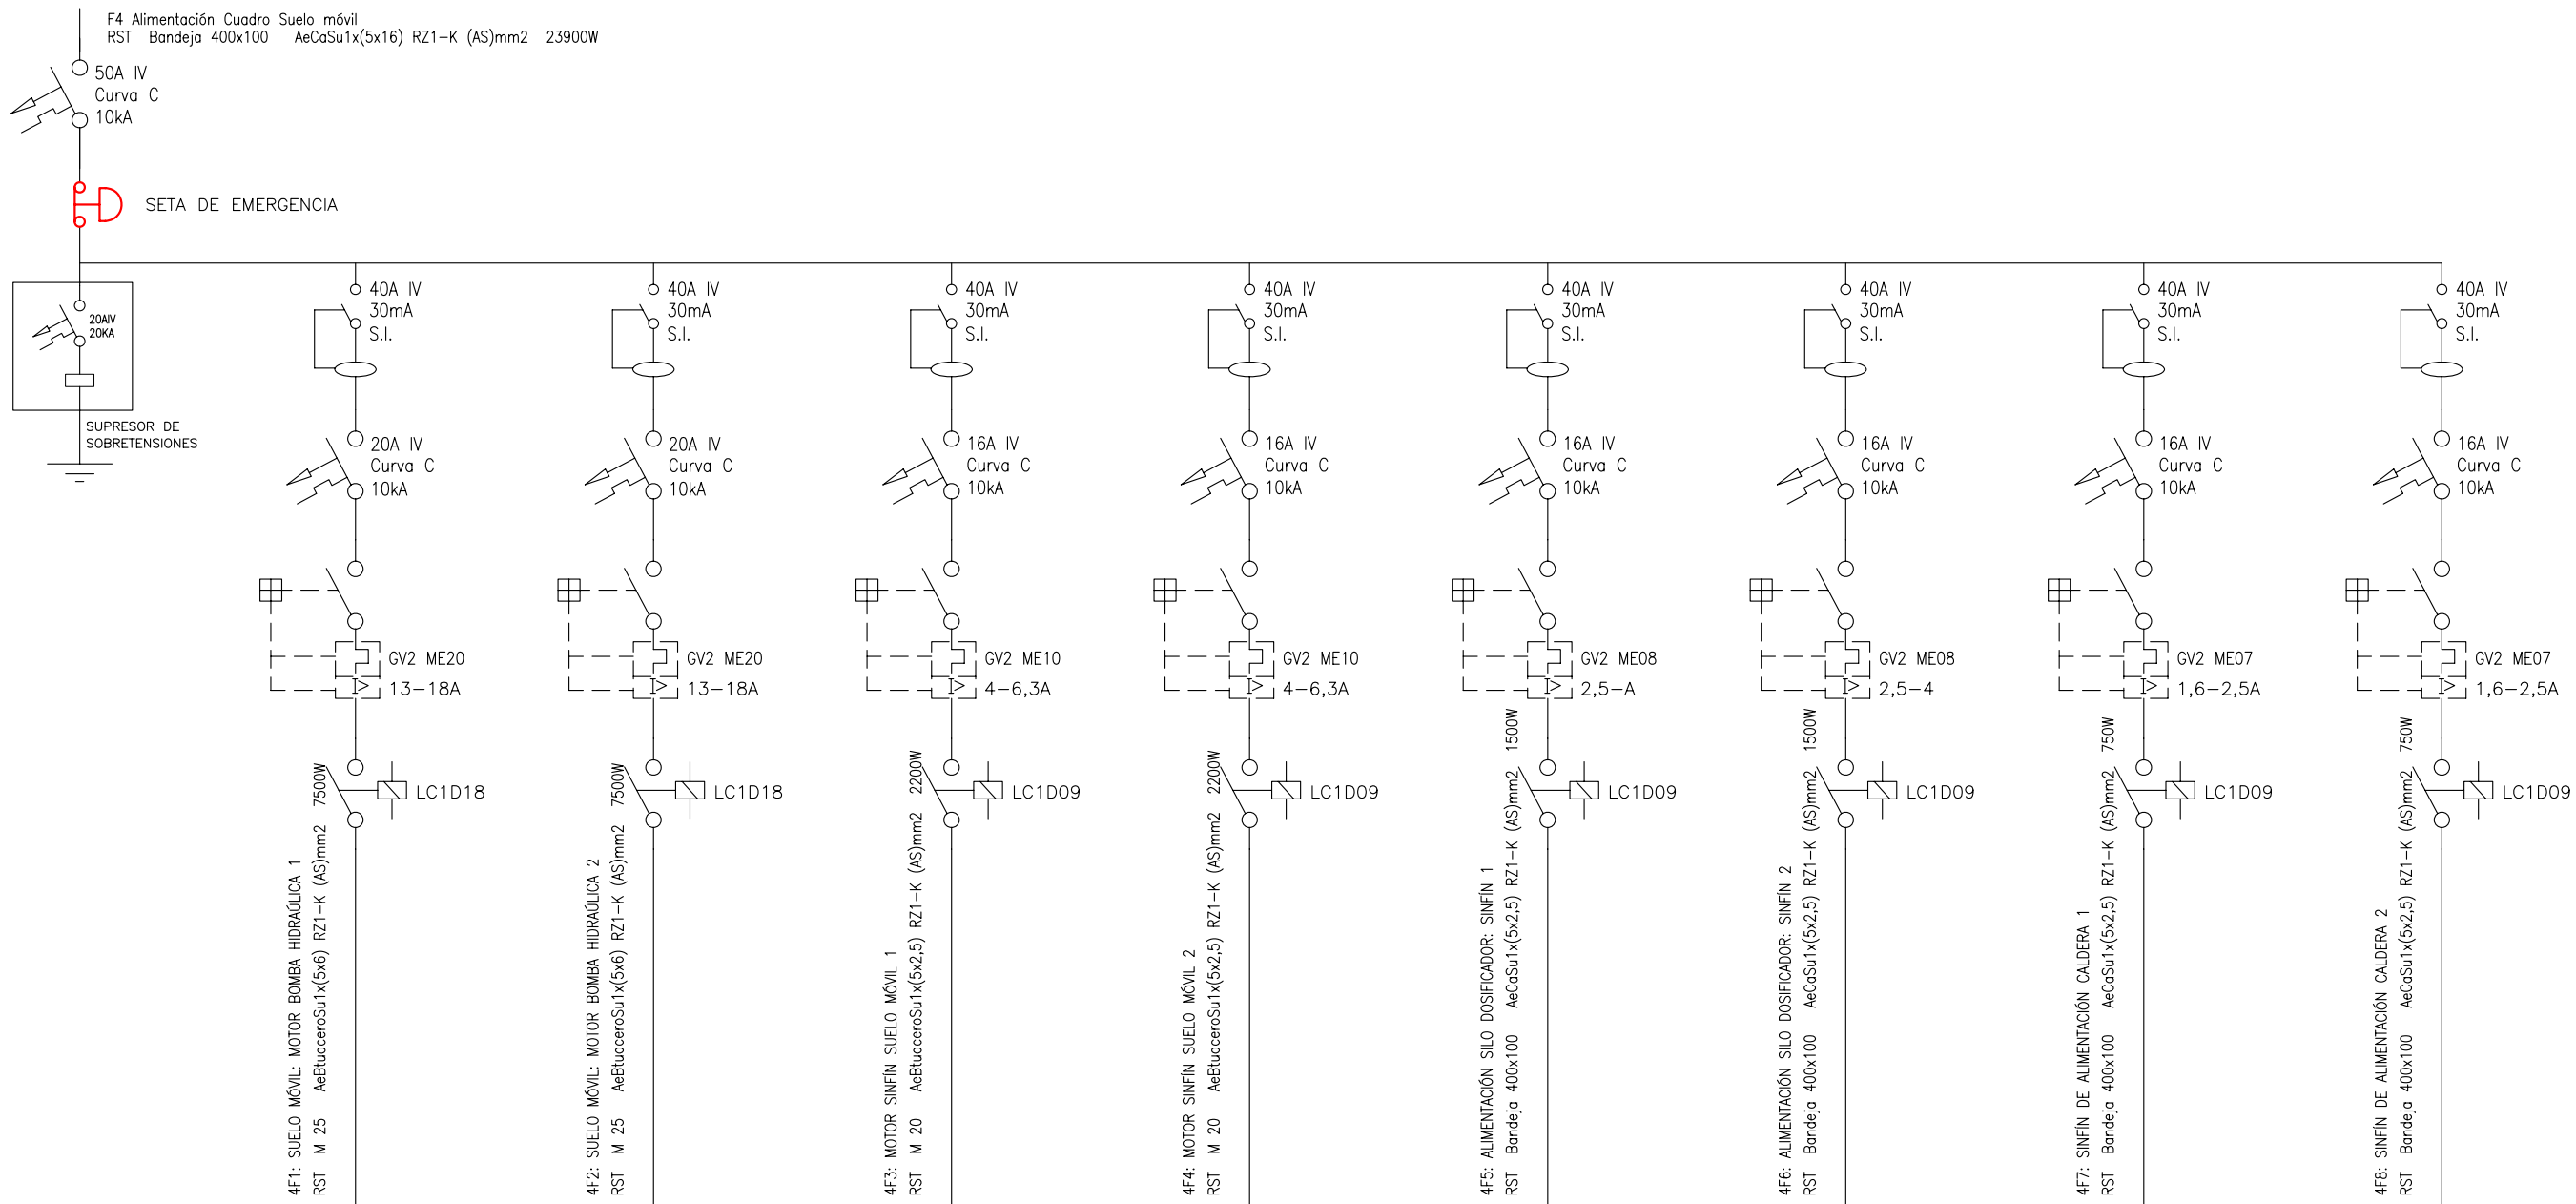 F4 Alimentación Cuadro Suelo móvil
RST Bandeja 400x100 AeCaSu1x(5x16) RZ1-K (AS)mm2 23900W
50A IV
Curva C
10kA
SETA DE EMERGENCIA
20AIV
20KA
SUPRESOR DE
SOBRETENSIONES
40A IV
30mA
S.I.
20A IV
Curva C
10kA
GV2 ME20
13-18A
LC1D18
4F1: SUELO MÓVIL: MOTOR BOMBA HIDRAÚLICA 1
RST M 25 AeBtuaceroSu1x(5x6) RZ1-K (AS)mm2 7500W
40A IV
30mA
S.I.
20A IV
Curva C
10kA
GV2 ME20
13-18A
LC1D18
4F2: SUELO MÓVIL: MOTOR BOMBA HIDRAÚLICA 2
RST M 25 AeBtuaceroSu1x(5x6) RZ1-K (AS)mm2 7500W
40A IV
30mA
S.I.
16A IV
Curva C
10kA
GV2 ME10
4-6,3A
LC1D09
4F3: MOTOR SINFÍN SUELO MÓVIL 1
RST M 20 AeBtuaceroSu1x(5x2,5) RZ1-K (AS)mm2 2200W
40A IV
30mA
S.I.
16A IV
Curva C
10kA
GV2 ME10
4-6,3A
LC1D09
4F4: MOTOR SINFÍN SUELO MÓVIL 2
RST M 20 AeBtuaceroSu1x(5x2,5) RZ1-K (AS)mm2 2200W
40A IV
30mA
S.I.
16A IV
Curva C
10kA
GV2 ME08
2,5-A
LC1D09
4F5: ALIMENTACIÓN SILO DOSIFICADOR: SINFÍN 1
RST Bandeja 400x100 AeCaSu1x(5x2,5) RZ1-K (AS)mm2 1500W
40A IV
30mA
S.I.
16A IV
Curva C
10kA
GV2 ME08
2,5-4
LC1D09
4F6: ALIMENTACIÓN SILO DOSIFICADOR: SINFÍN 2
RST Bandeja 400x100 AeCaSu1x(5x2,5) RZ1-K (AS)mm2 1500W
40A IV
30mA
S.I.
16A IV
Curva C
10kA
GV2 ME07
1,6-2,5A
LC1D09
4F7: SINFÍN DE ALIMENTACIÓN CALDERA 1
RST Bandeja 400x100 AeCaSu1x(5x2,5) RZ1-K (AS)mm2 750W
40A IV
30mA
S.I.
16A IV
Curva C
10kA
GV2 ME07
1,6-2,5A
LC1D09
4F8: SINFÍN DE ALIMENTACIÓN CALDERA 2
RST Bandeja 400x100 AeCaSu1x(5x2,5) RZ1-K (AS)mm2 750W